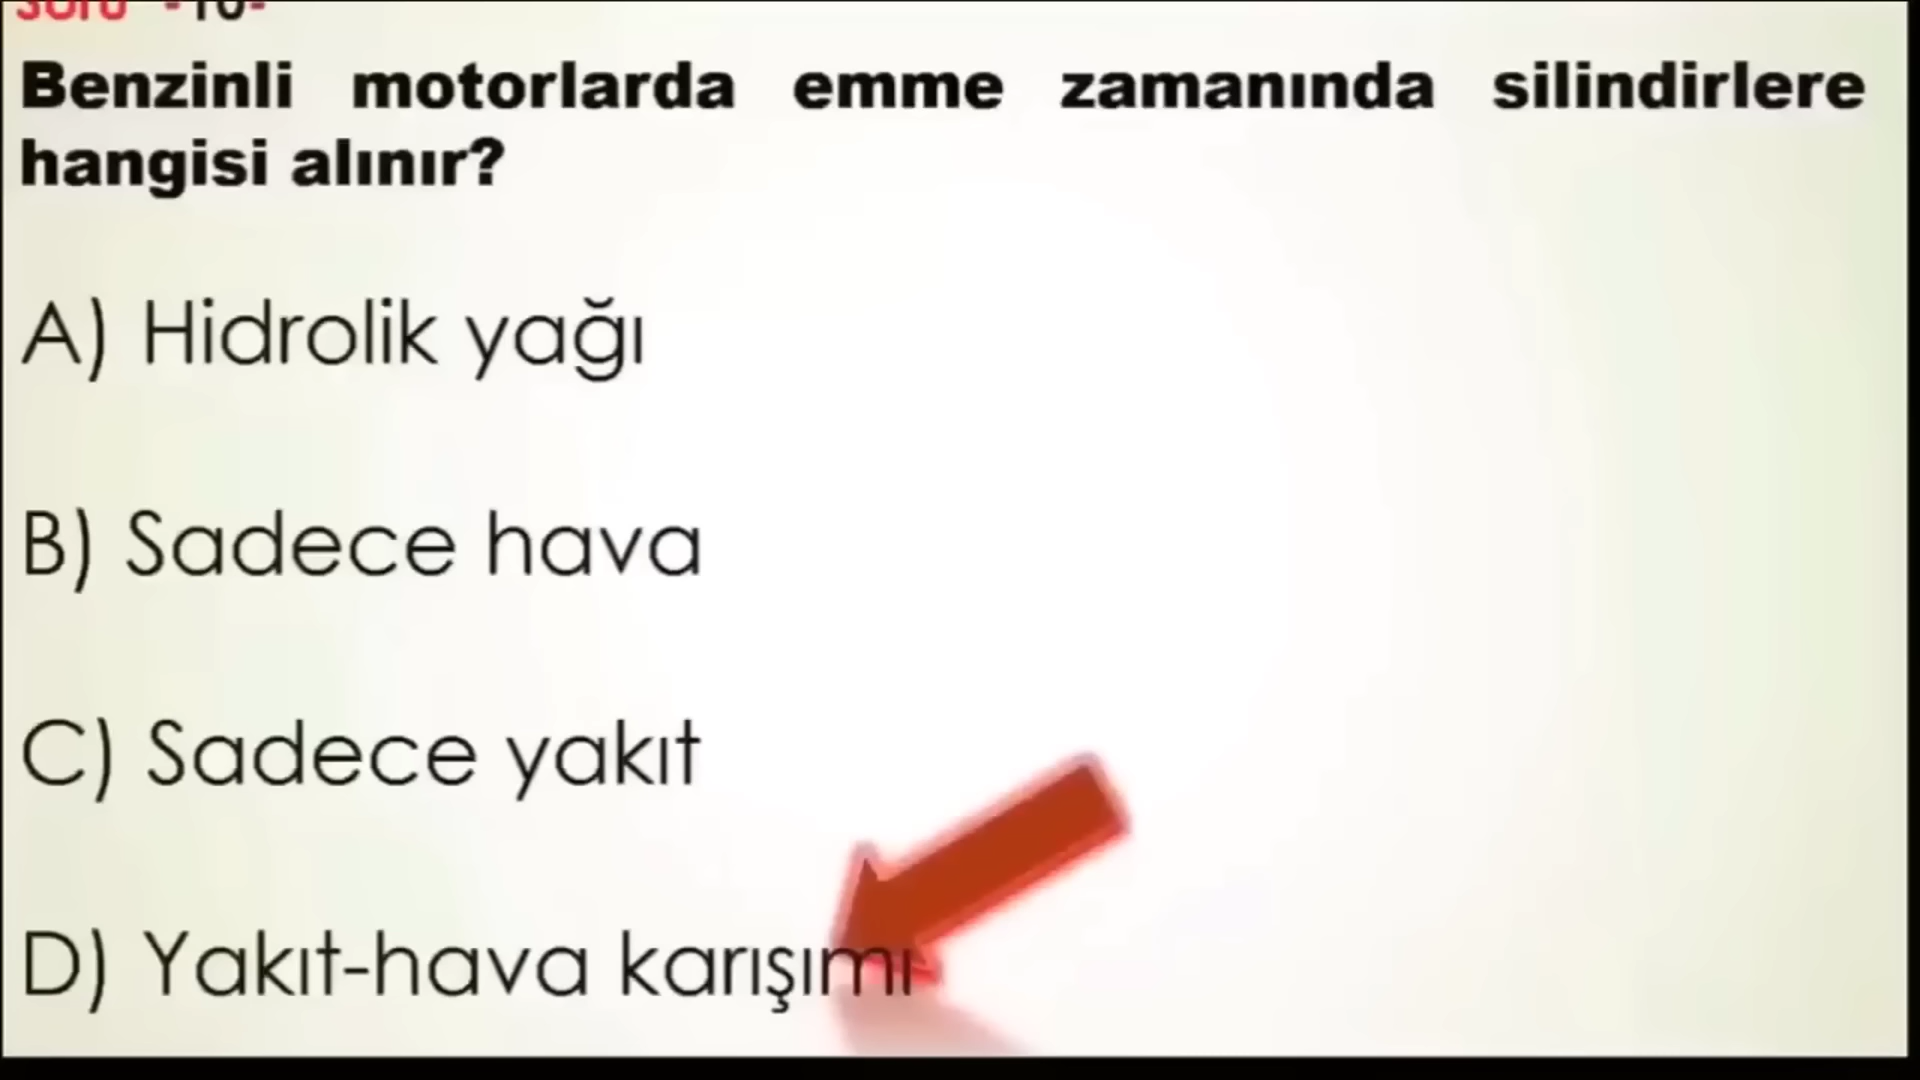 Benzinli motorlarda emme zamanında silindirlere
hangisi alınır?
A) Hidrolik yağı
B) Sadece hava
C) Sadece yakıt
D) Yakıt-hava karışımı